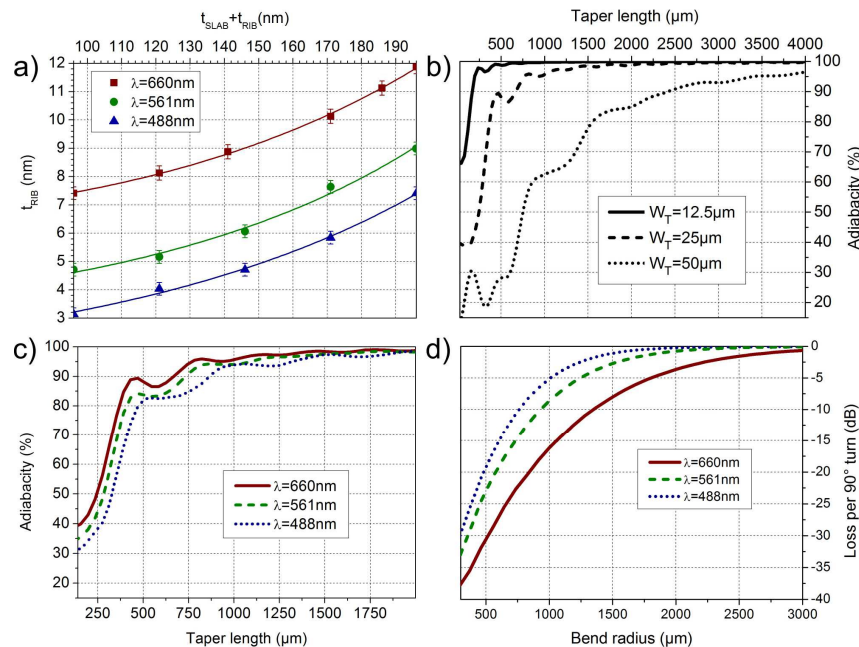 t_SLAB+t_RIB(nm)
100 110 120 130 140 150 160 170 180 190
a)
12
11
10
9
8
7
6
5
4
3
t_RIB (nm)
λ=660nm
λ=561nm
λ=488nm
Taper length (µm)
500 1000 1500 2000 2500 3000 3500 4000
b)
100
90
80
70
60
50
40
30
20
Adiabacity (%)
W_T=12.5µm
W_T=25µm
W_T=50µm
c)
100
90
80
70
60
50
40
30
20
Adiabacity (%)
λ=660nm
λ=561nm
λ=488nm
250 500 750 1000 1250 1500 1750
Taper length (µm)
d)
0
-5
-10
-15
-20
-25
-30
-35
-40
Loss per 90° turn (dB)
λ=660nm
λ=561nm
λ=488nm
500 1000 1500 2000 2500 3000
Bend radius (µm)